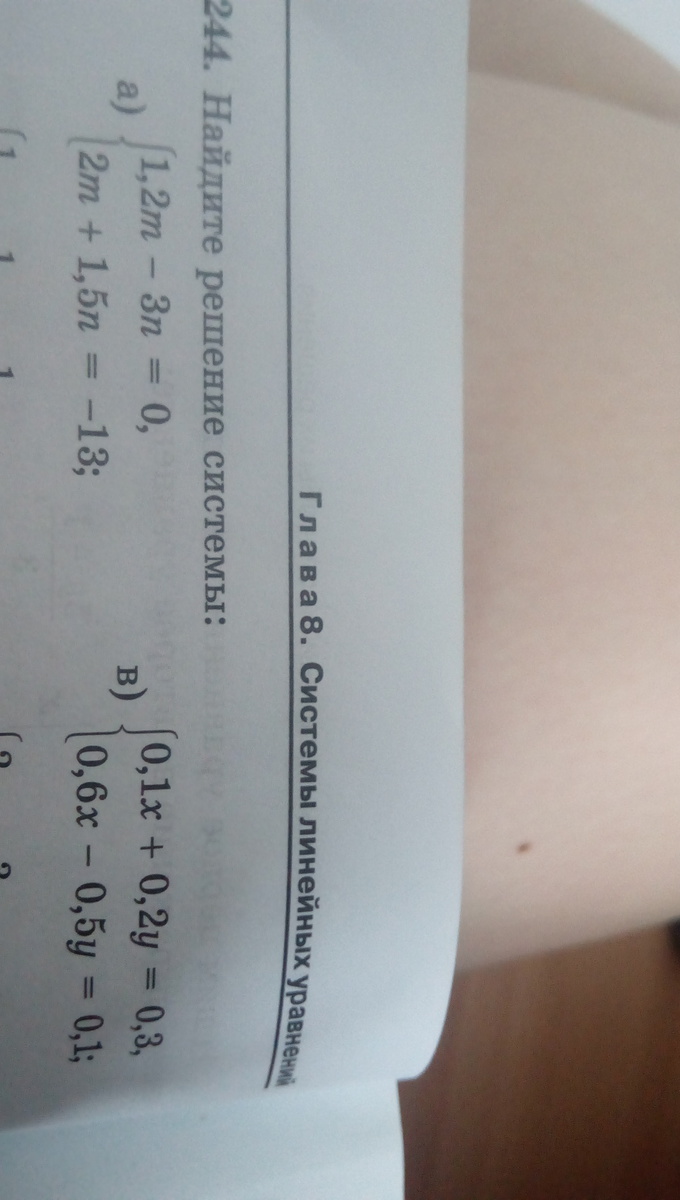 Глава 8. Системы линейных уравнений
244. Найдите решение системы:
а) {1,2m − 3n = 0,
2m + 1,5n = −13;
в) {0,1x + 0,2y = 0,3,
0,6x − 0,5y = 0,1;